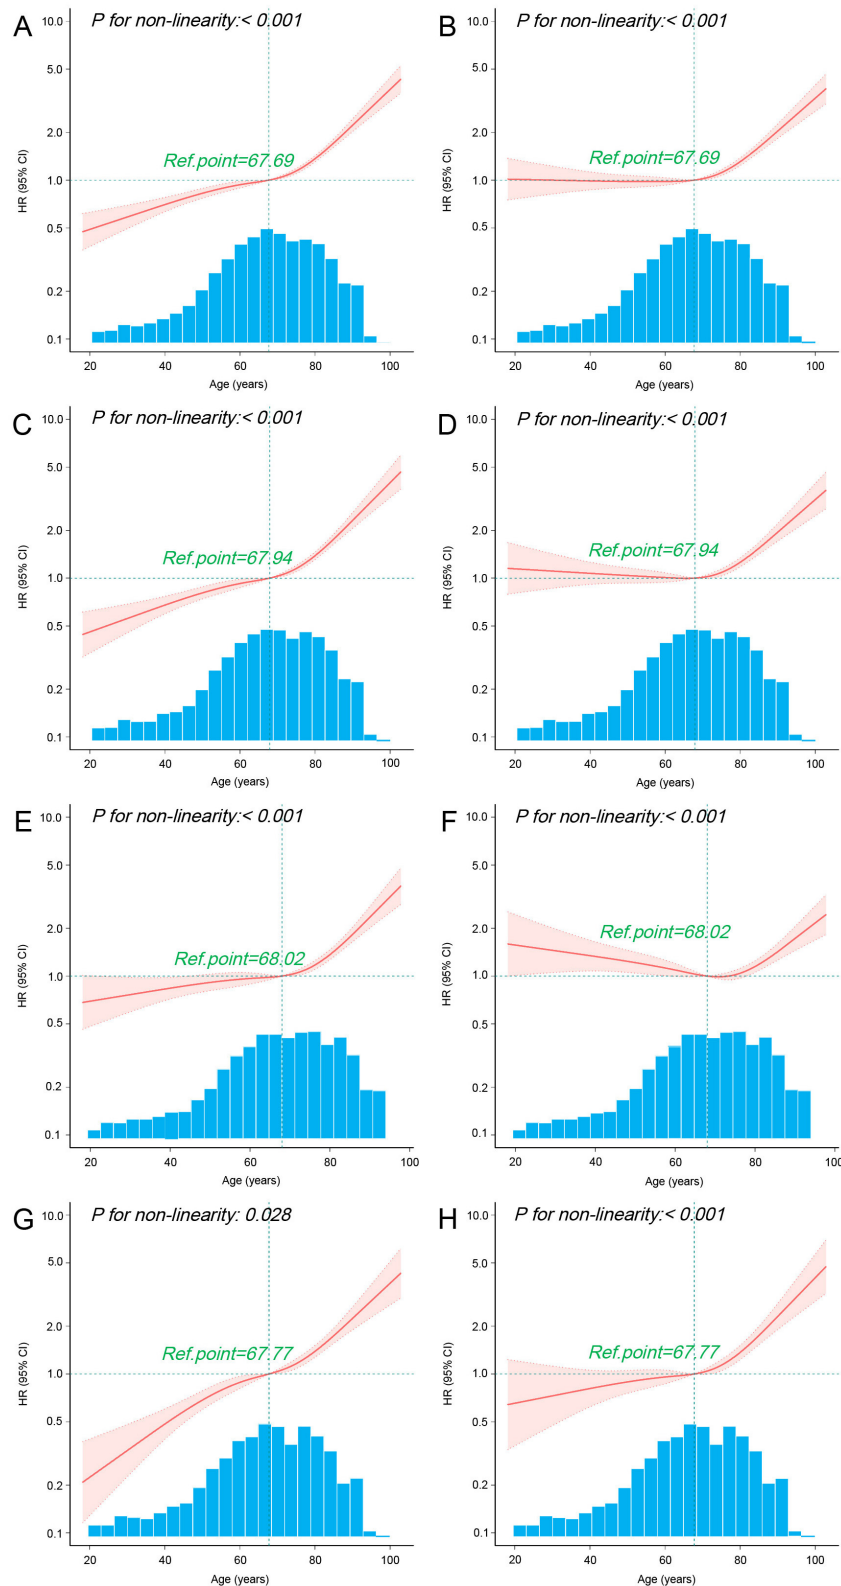 A
P for non-linearity:< 0.001
10.0
5.0
2.0
1.0
0.5
0.2
0.1
HR (95% CI)
Ref.point=67.69
20 40 60 80 100
Age (years)
B
P for non-linearity:< 0.001
10.0
5.0
2.0
1.0
0.5
0.2
0.1
HR (95% CI)
Ref.point=67.69
20 40 60 80 100
Age (years)
C
P for non-linearity:< 0.001
10.0
5.0
2.0
1.0
0.5
0.2
0.1
HR (95% CI)
Ref.point=67.94
20 40 60 80 100
Age (years)
D
P for non-linearity:< 0.001
10.0
5.0
2.0
1.0
0.5
0.2
0.1
HR (95% CI)
Ref.point=67.94
20 40 60 80 100
Age (years)
E
P for non-linearity:< 0.001
10.0
5.0
2.0
1.0
0.5
0.2
0.1
HR (95% CI)
Ref.point=68.02
20 40 60 80 100
Age (years)
F
P for non-linearity:< 0.001
10.0
5.0
2.0
1.0
0.5
0.2
0.1
HR (95% CI)
Ref.point=68.02
20 40 60 80 100
Age (years)
G
P for non-linearity: 0.028
10.0
5.0
2.0
1.0
0.5
0.2
0.1
HR (95% CI)
Ref.point=67.77
20 40 60 80 100
Age (years)
H
P for non-linearity:< 0.001
10.0
5.0
2.0
1.0
0.5
0.2
0.1
HR (95% CI)
Ref.point=67.77
20 40 60 80 100
Age (years)